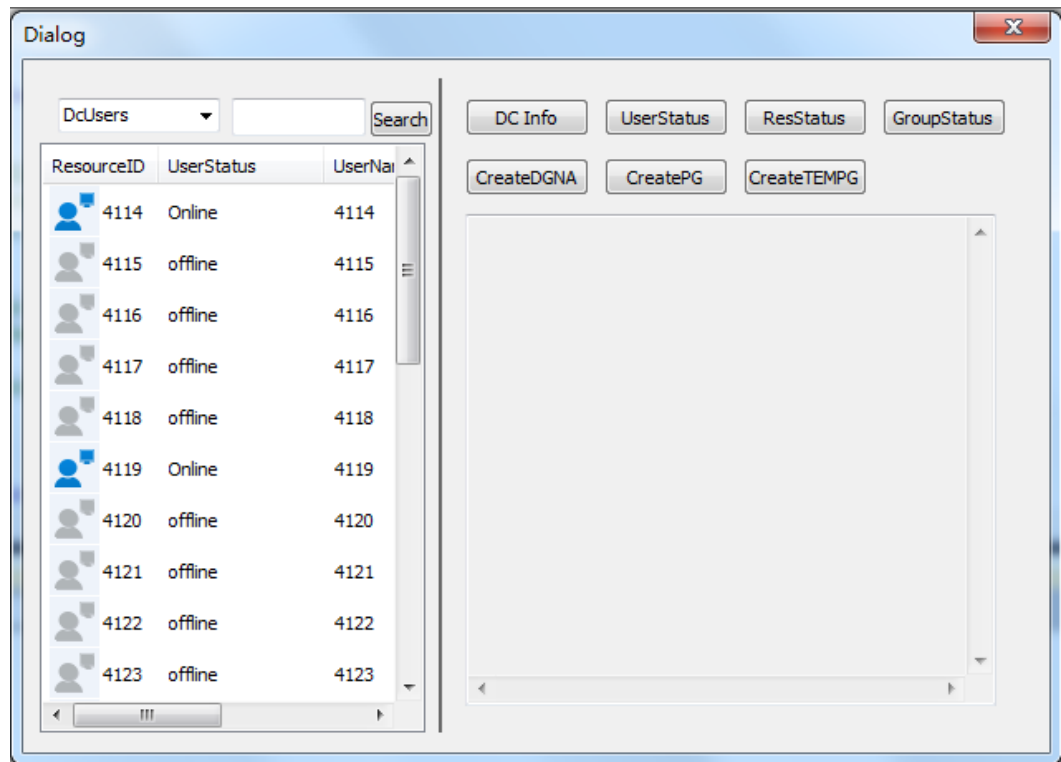 Dialog
DcUsers Search
DC Info UserStatus ResStatus GroupStatus
CreateDGNA CreatePG CreateTEMPG
ResourceID UserStatus UserNa
4114 Online 4114
4115 offline 4115
4116 offline 4116
4117 offline 4117
4118 offline 4118
4119 Online 4119
4120 offline 4120
4121 offline 4121
4122 offline 4122
4123 offline 4123